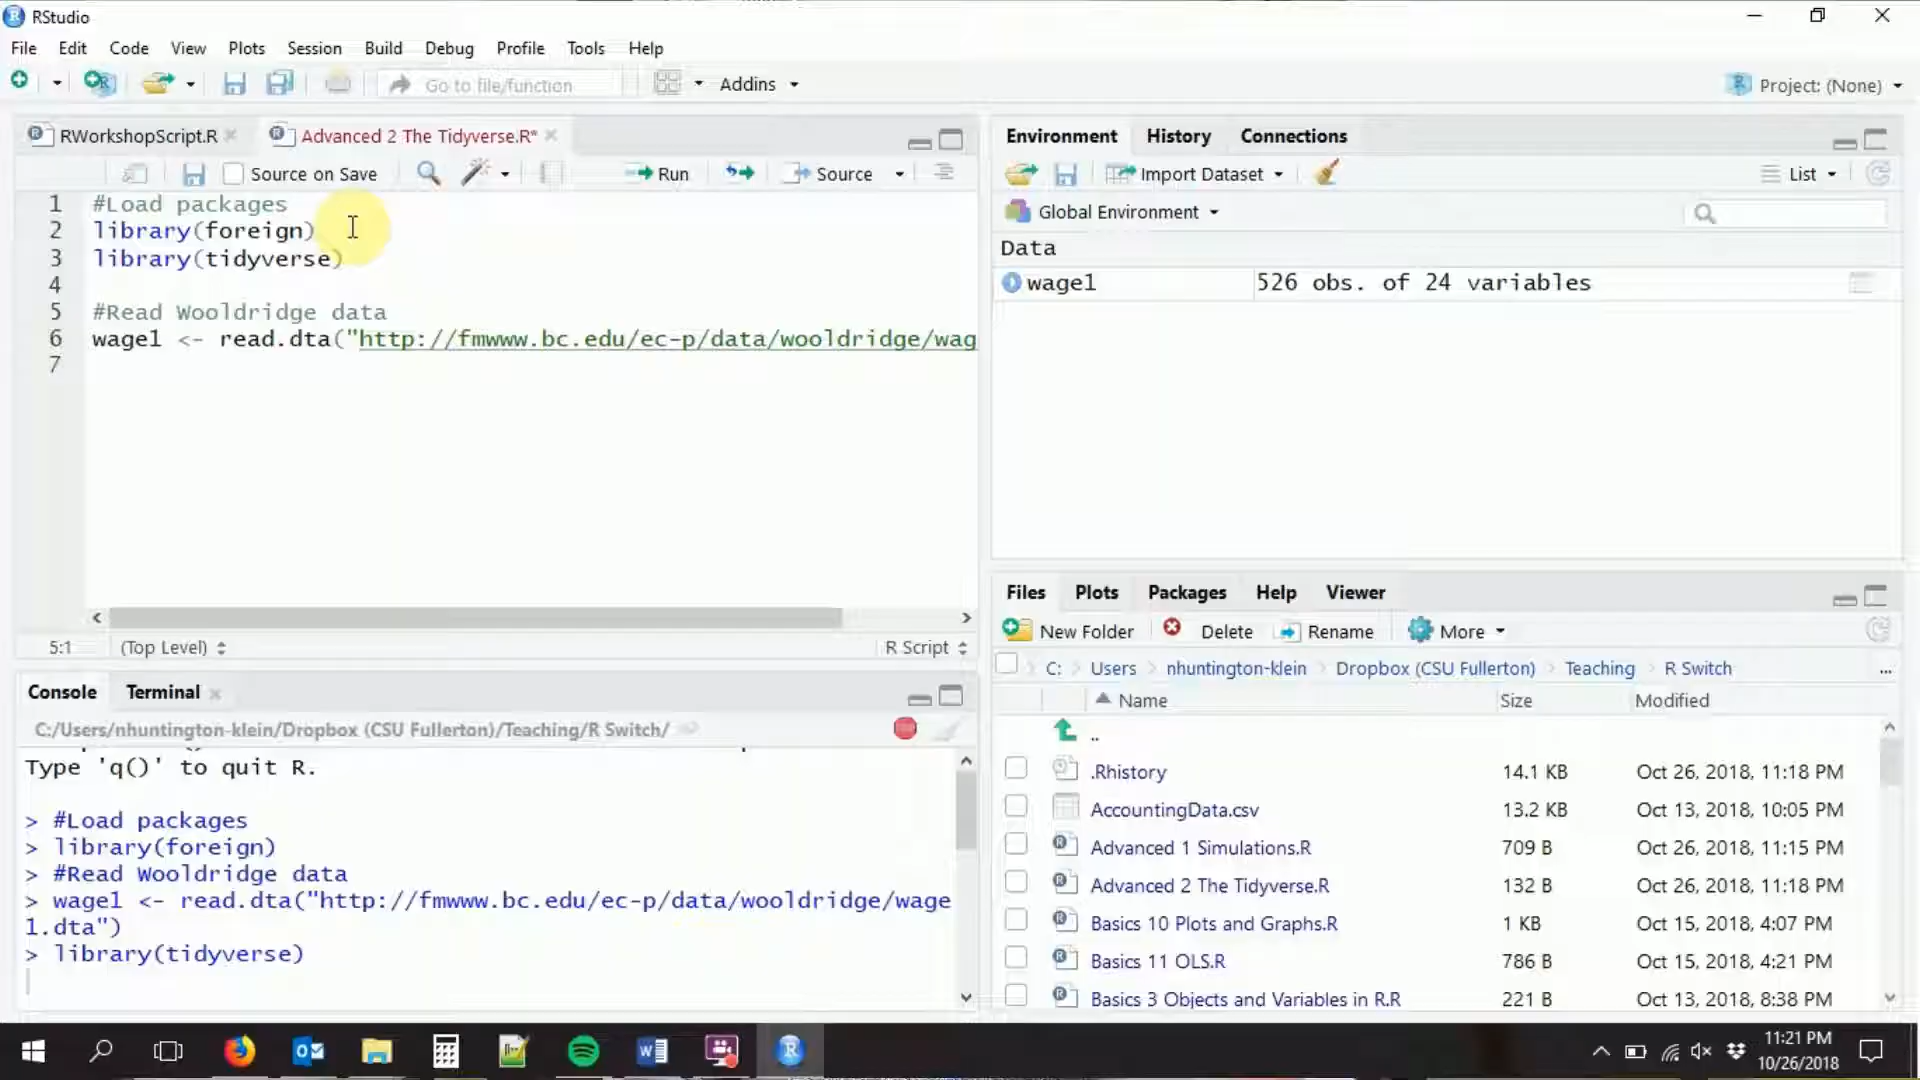 RStudio
File Edit Code View Plots Session Build Debug Profile Tools Help
Go to file/function Addins Project: (None)
RWorkshopScript.R Advanced 2 The Tidyverse.R*
Source on Save Run Source
1 #Load packages
2 library(foreign)
3 library(tidyverse)
4
5 #Read Wooldridge data
6 wage1 <- read.dta("http://fmwww.bc.edu/ec-p/data/wooldridge/wag
7
5:1 (Top Level) R Script
Console Terminal
C:/Users/nhuntington-klein/Dropbox (CSU Fullerton)/Teaching/R Switch/
Type 'q()' to quit R.
> #Load packages
> library(foreign)
> #Read Wooldridge data
> wage1 <- read.dta("http://fmwww.bc.edu/ec-p/data/wooldridge/wage
1.dta")
> library(tidyverse)
Environment History Connections
Import Dataset List
Global Environment
Data
wage1 526 obs. of 24 variables
Files Plots Packages Help Viewer
New Folder Delete Rename More
C: Users nhuntington-klein Dropbox (CSU Fullerton) Teaching R Switch ...
Name Size Modified
..
.Rhistory 14.1 KB Oct 26, 2018, 11:18 PM
AccountingData.csv 13.2 KB Oct 13, 2018, 10:05 PM
Advanced 1 Simulations.R 709 B Oct 26, 2018, 11:15 PM
Advanced 2 The Tidyverse.R 132 B Oct 26, 2018, 11:18 PM
Basics 10 Plots and Graphs.R 1 KB Oct 15, 2018, 4:07 PM
Basics 11 OLS.R 786 B Oct 15, 2018, 4:21 PM
Basics 3 Objects and Variables in R.R 221 B Oct 13, 2018, 8:38 PM
11:21 PM
10/26/2018